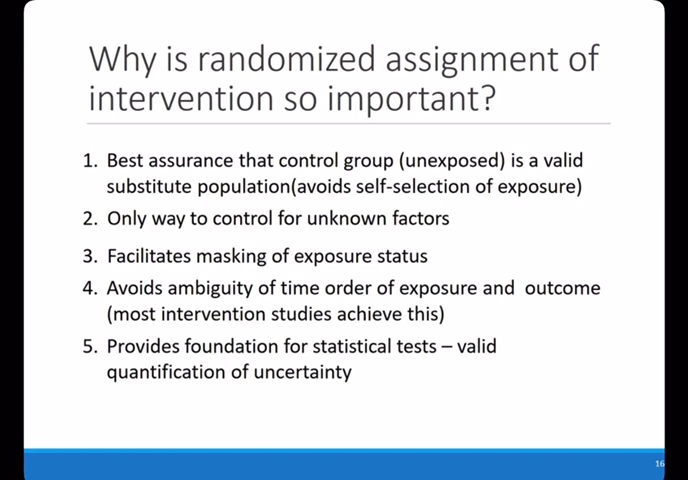 Why is randomized assignment of
intervention so important?
1. Best assurance that control group (unexposed) is a valid
substitute population(avoids self-selection of exposure)
2. Only way to control for unknown factors
3. Facilitates masking of exposure status
4. Avoids ambiguity of time order of exposure and outcome
(most intervention studies achieve this)
5. Provides foundation for statistical tests – valid
quantification of uncertainty
16